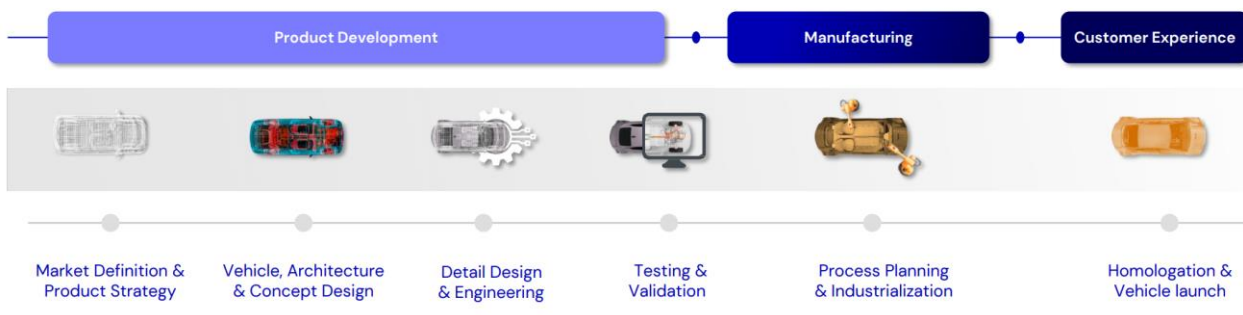 Product Development
Manufacturing
Customer Experience
Market Definition &
Product Strategy
Vehicle, Architecture
& Concept Design
Detail Design
& Engineering
Testing &
Validation
Process Planning
& Industrialization
Homologation &
Vehicle launch